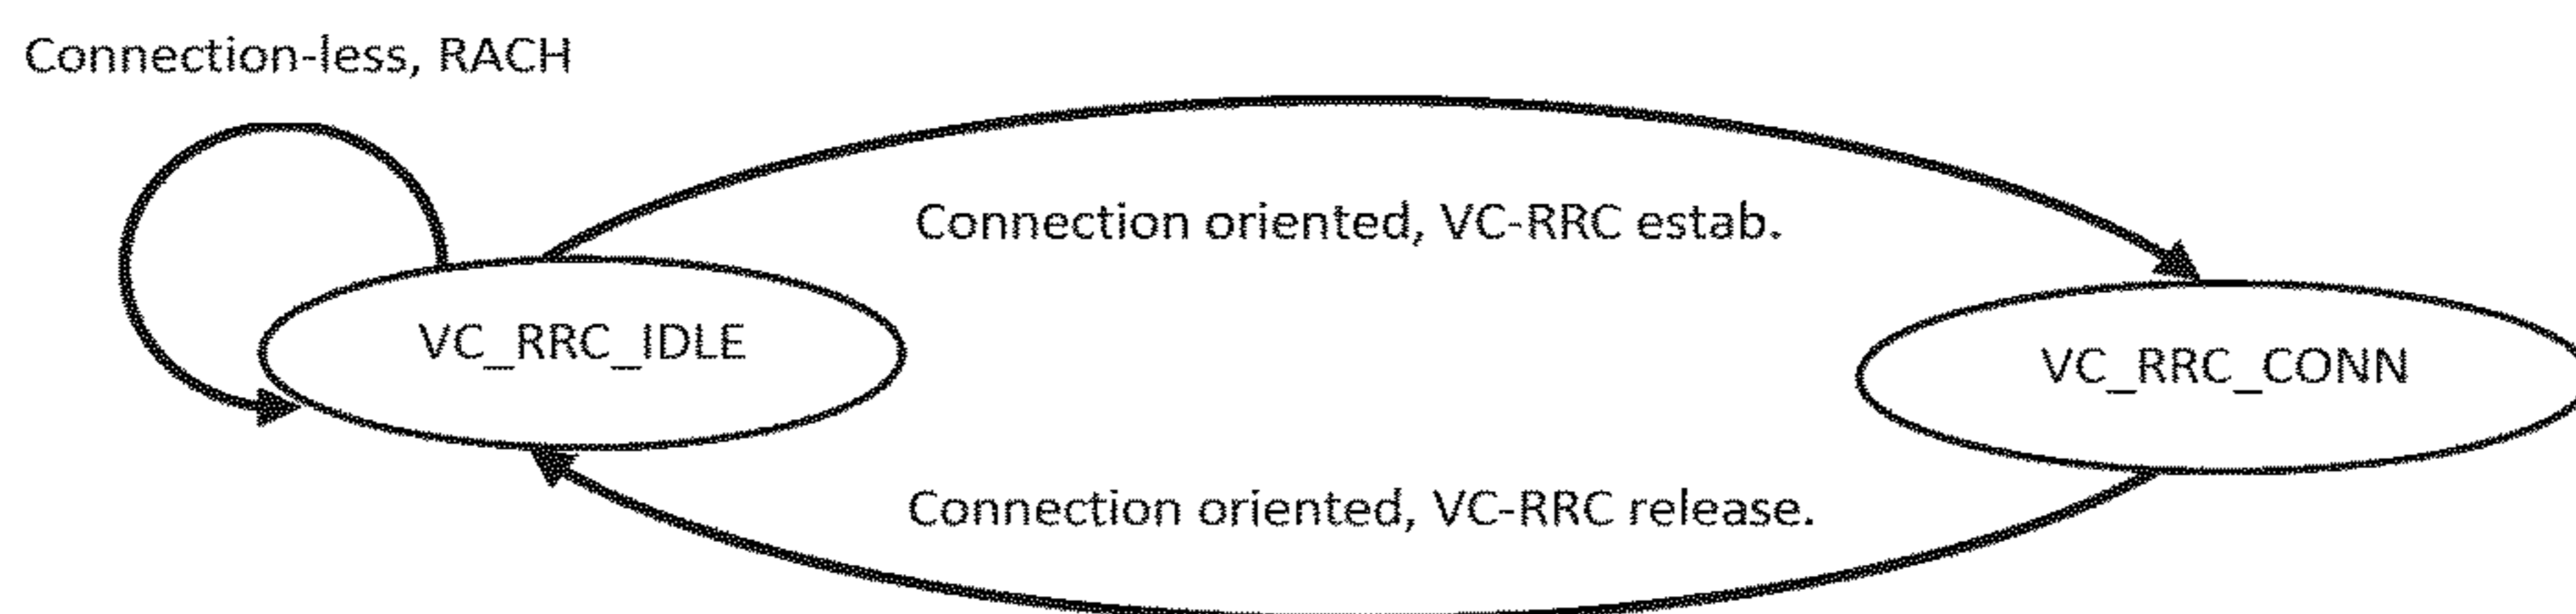 Connection-less, RACH
Connection oriented, VC-RRC estab.
VC_RRC_IDLE
VC_RRC_CONN
Connection oriented, VC-RRC release.